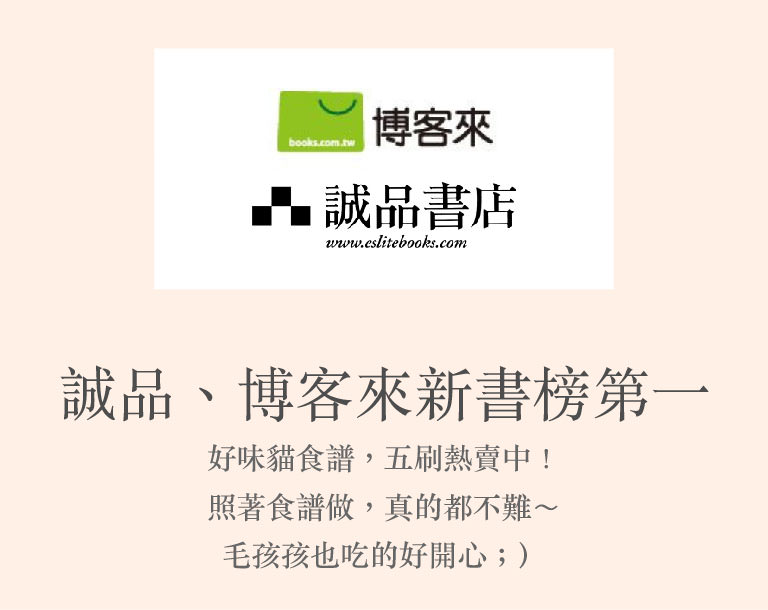 books.com.tw 博客來
誠品書店
www.eslitebooks.com
誠品、博客來新書榜第一
好味貓食譜，五刷熱賣中！
照著食譜做，真的都不難～
毛孩孩也吃的好開心；）